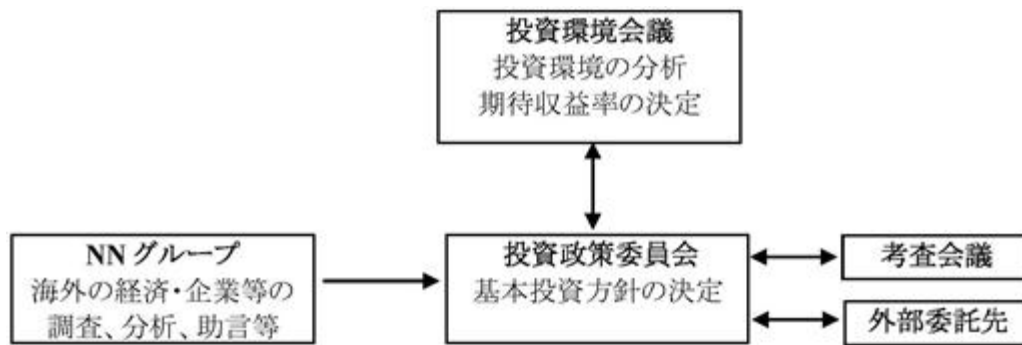 投資環境会議
投資環境の分析
期待収益率の決定
NN グループ
海外の経済・企業等の
調査、分析、助言等
投資政策委員会
基本投資方針の決定
考査会議
外部委託先